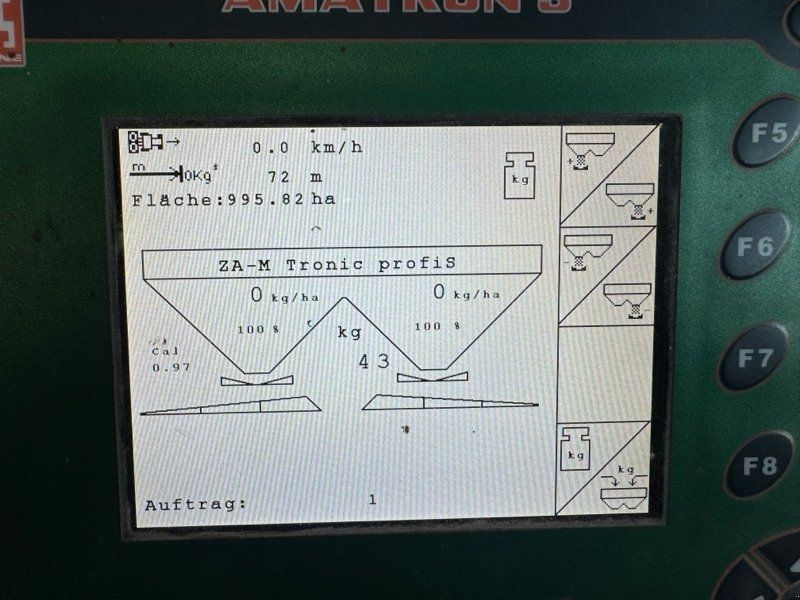 AMATRON 3
0.0 km/h
m
0Kg
72 m
Fläche:995.82 ha
kg
ZA-M Tronic profiS
0 kg/ha
0 kg/ha
100 %
100 %
kg
43
Cal
0.97
Auftrag: 1
+
+
-
-
kg
kg
F5
F6
F7
F8